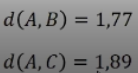 d(A,B) = 1,77
d(A,C) = 1,89